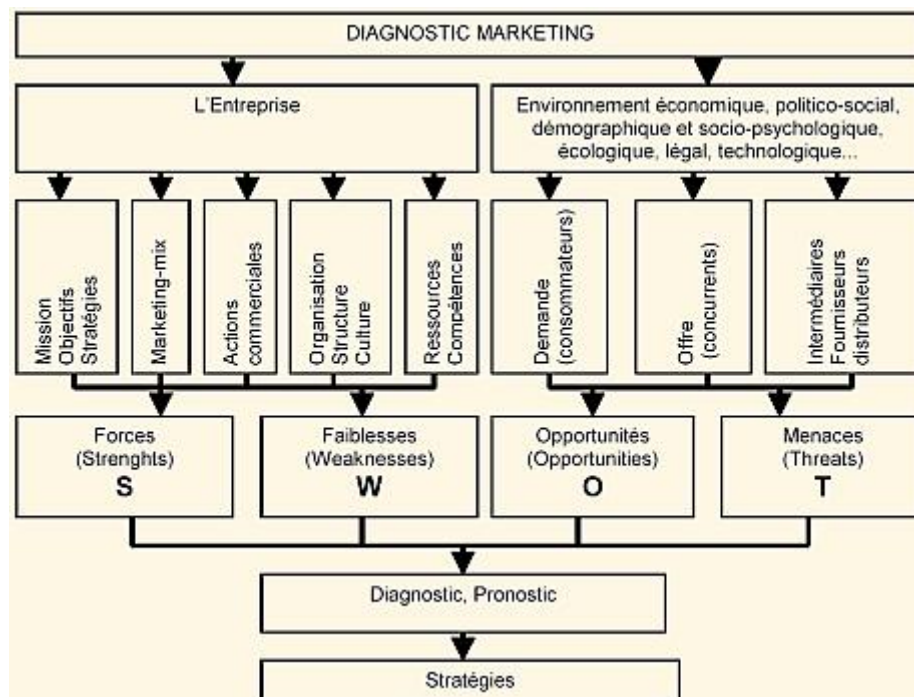 DIAGNOSTIC MARKETING
L'Entreprise
Environnement économique, politico-social,
démographique et socio-psychologique,
écologique, légal, technologique...
Mission
Objectifs
Stratégies
Marketing-mix
Actions
commerciales
Organisation
Structure
Culture
Ressources
Compétences
Demande
(consommateurs)
Offre
(concurrents)
Intermédiaires
Fournisseurs
distributeurs
Forces
(Strenghts)
S
Faiblesses
(Weaknesses)
W
Opportunités
(Opportunities)
O
Menaces
(Threats)
T
Diagnostic, Pronostic
Stratégies